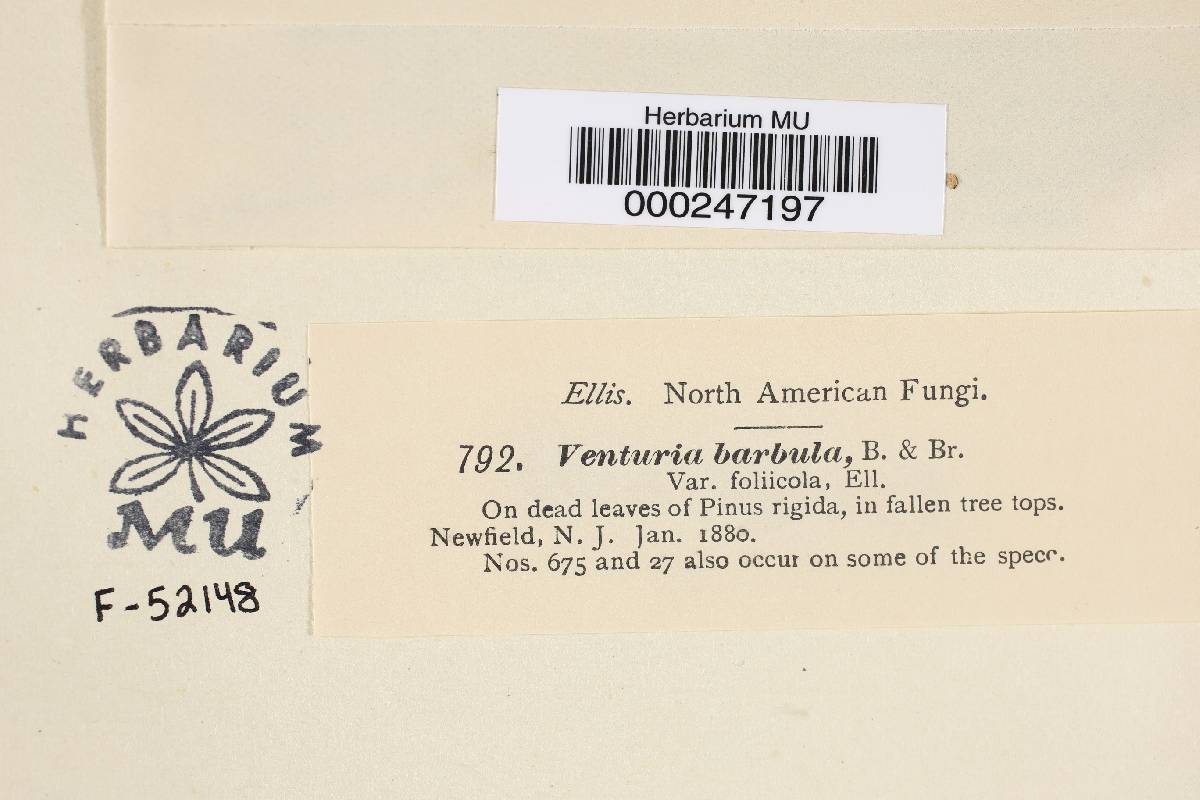 Herbarium MU
000247197
HERBARIUM
MU
F-52148
Ellis. North American Fungi.
792. Venturia barbula, B. & Br.
Var. foliicola, Ell.
On dead leaves of Pinus rigida, in fallen tree tops.
Newfield, N. J. Jan. 1880.
Nos. 675 and 27 also occur on some of the specc.